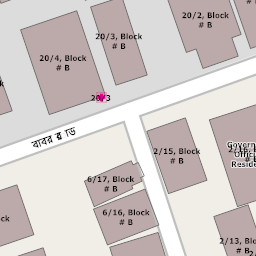 20/2, Block
# B
20/3, Block
# B
20/4, Block
# B
20/3
বাবর রোড
2/15, Block
# B
6/17, Block
# B
6/16, Block
# B
2/13, Block
# B